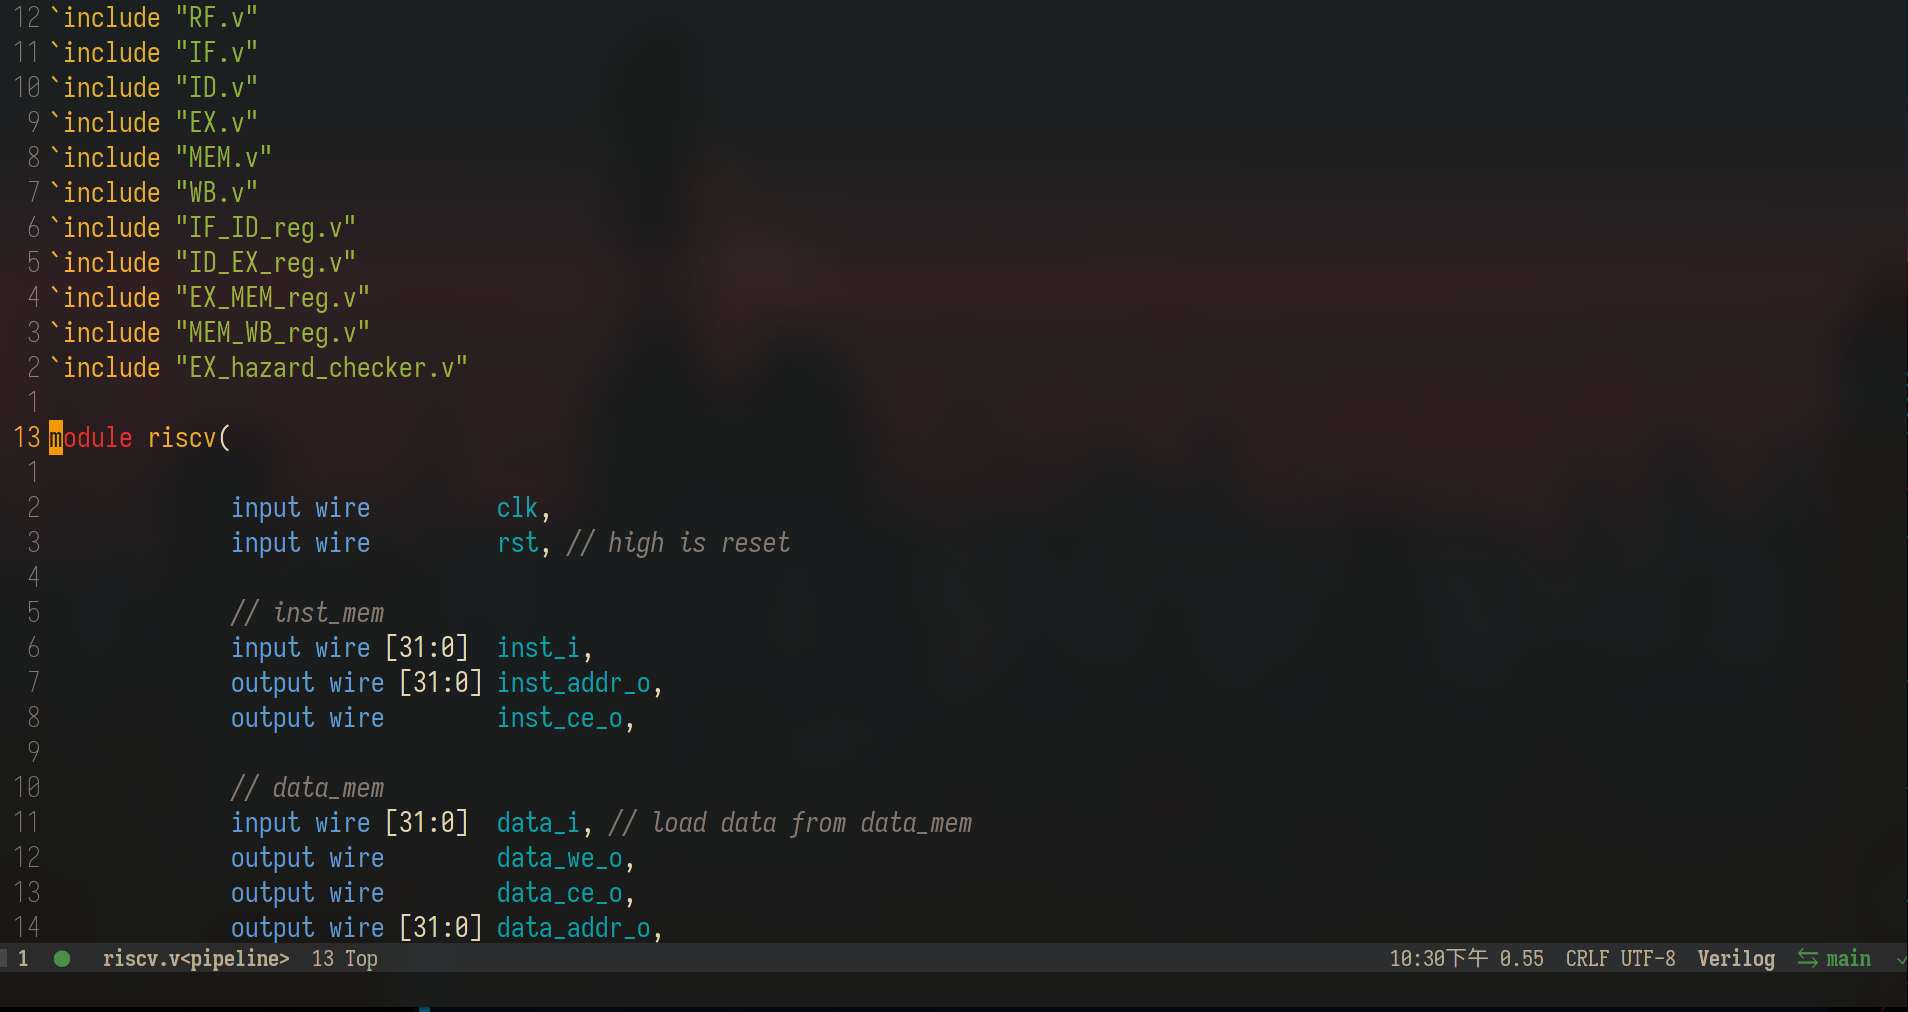 12 `include "RF.v"
11 `include "IF.v"
10 `include "ID.v"
9 `include "EX.v"
8 `include "MEM.v"
7 `include "WB.v"
6 `include "IF_ID_reg.v"
5 `include "ID_EX_reg.v"
4 `include "EX_MEM_reg.v"
3 `include "MEM_WB_reg.v"
2 `include "EX_hazard_checker.v"
1
13 module riscv(
1
2 input wire clk,
3 input wire rst, // high is reset
4
5 // inst_mem
6 input wire [31:0] inst_i,
7 output wire [31:0] inst_addr_o,
8 output wire inst_ce_o,
9
10 // data_mem
11 input wire [31:0] data_i, // load data from data_mem
12 output wire data_we_o,
13 output wire data_ce_o,
14 output wire [31:0] data_addr_o,
1 riscv.v<pipeline> 13 Top 10:30下午 0.55 CRLF UTF-8 Verilog main